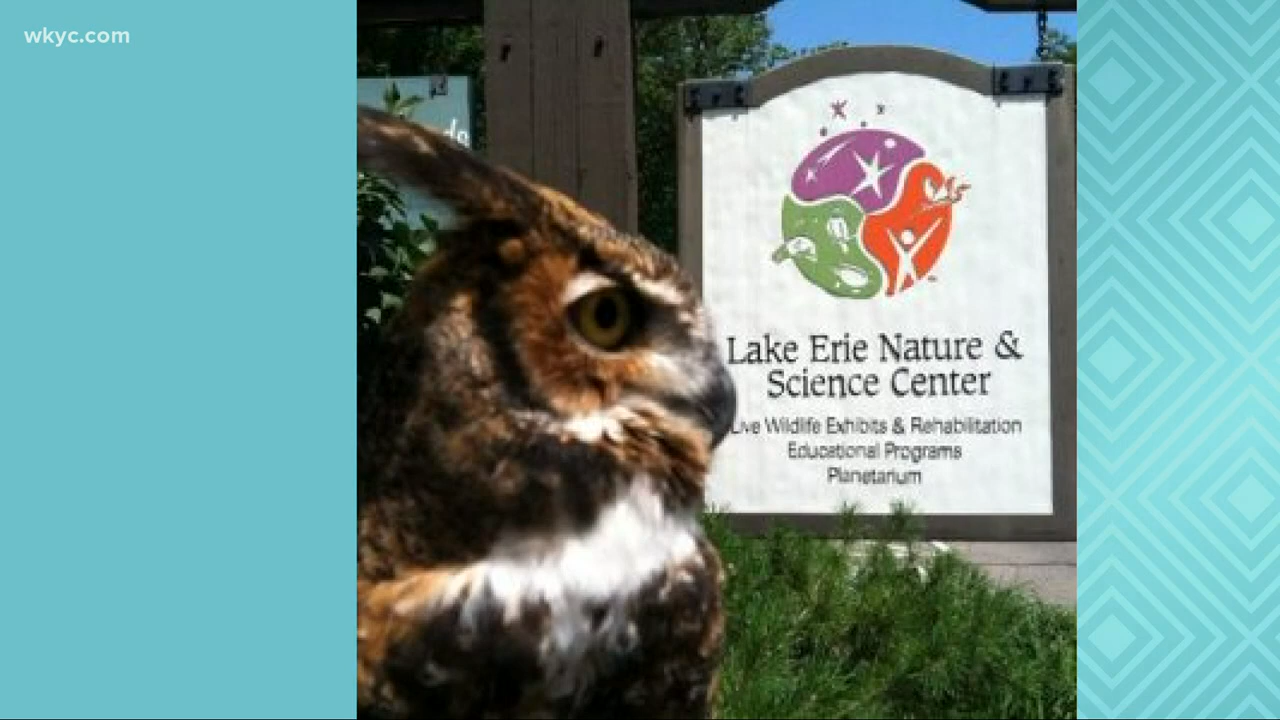 wkyc.com
Lake Erie Nature &
Science Center
Live Wildlife Exhibits & Rehabilitation
Educational Programs
Planetarium